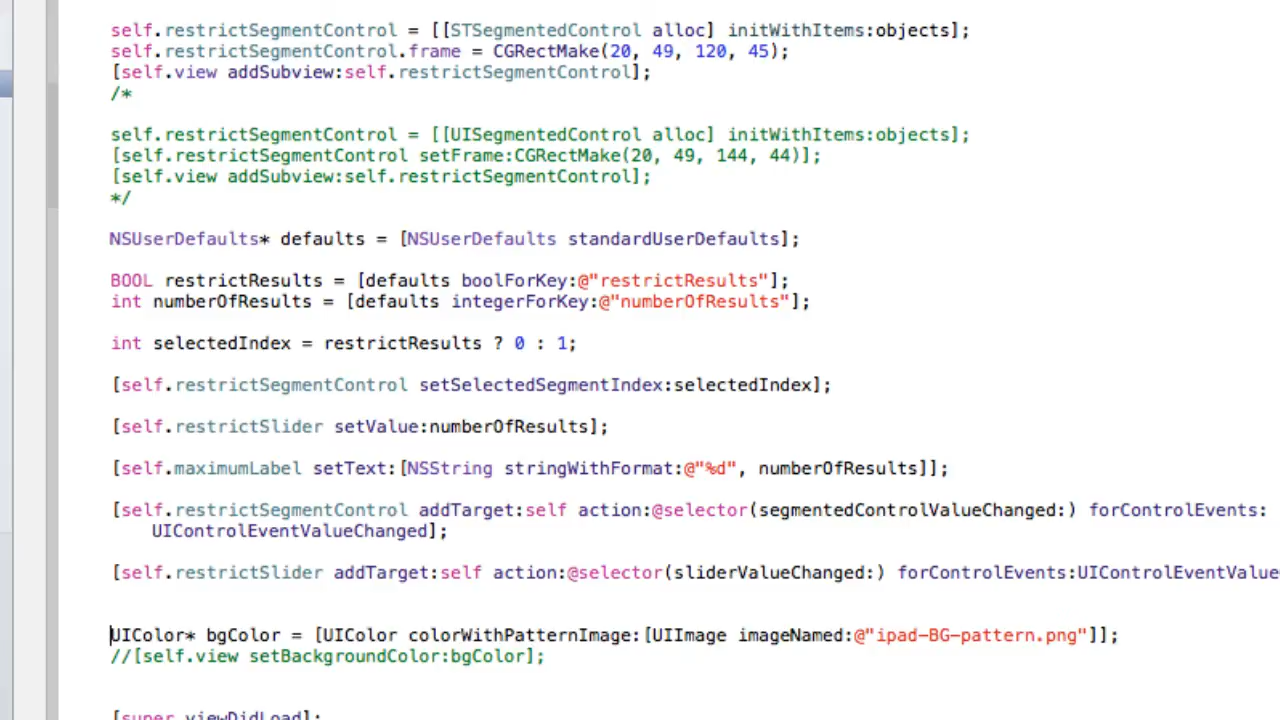 self.restrictSegmentControl = [[STSegmentedControl alloc] initWithItems:objects];
self.restrictSegmentControl.frame = CGRectMake(20, 49, 120, 45);
[self.view addSubview:self.restrictSegmentControl];
/*
self.restrictSegmentControl = [[UISegmentedControl alloc] initWithItems:objects];
[self.restrictSegmentControl setFrame:CGRectMake(20, 49, 144, 44)];
[self.view addSubview:self.restrictSegmentControl];
*/
NSUserDefaults* defaults = [NSUserDefaults standardUserDefaults];
BOOL restrictResults = [defaults boolForKey:@"restrictResults"];
int numberOfResults = [defaults integerForKey:@"numberOfResults"];
int selectedIndex = restrictResults ? 0 : 1;
[self.restrictSegmentControl setSelectedSegmentIndex:selectedIndex];
[self.restrictSlider setValue:numberOfResults];
[self.maximumLabel setText:[NSString stringWithFormat:@"%d", numberOfResults]];
[self.restrictSegmentControl addTarget:self action:@selector(segmentedControlValueChanged:) forControlEvents:
UIControlEventValueChanged];
[self.restrictSlider addTarget:self action:@selector(sliderValueChanged:) forControlEvents:UIControlEventValue
UIColor* bgColor = [UIColor colorWithPatternImage:[UIImage imageNamed:@"ipad-BG-pattern.png"]];
//[self.view setBackgroundColor:bgColor];
[super viewDidLoad];